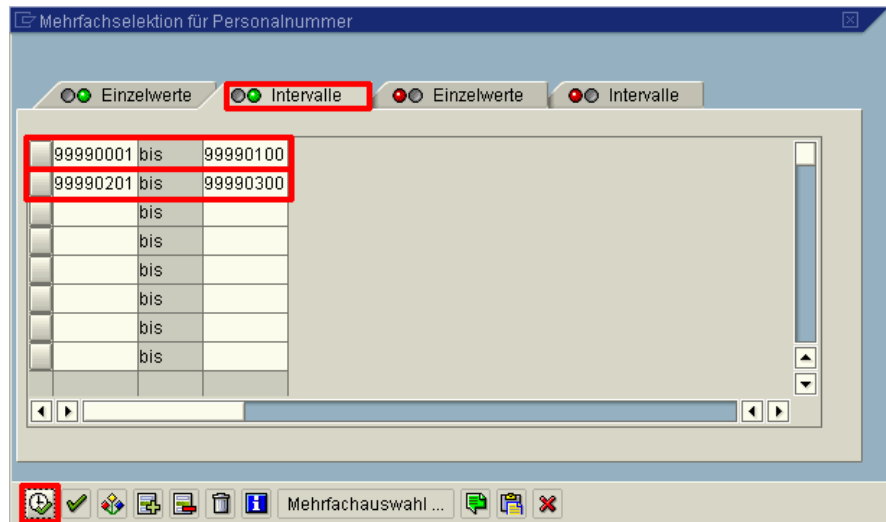 Mehrfachselektion für Personalnummer
Einzelwerte Intervalle Einzelwerte Intervalle
99990001 bis 99990100
99990201 bis 99990300
bis
bis
bis
bis
bis
bis
Mehrfachauswahl ...